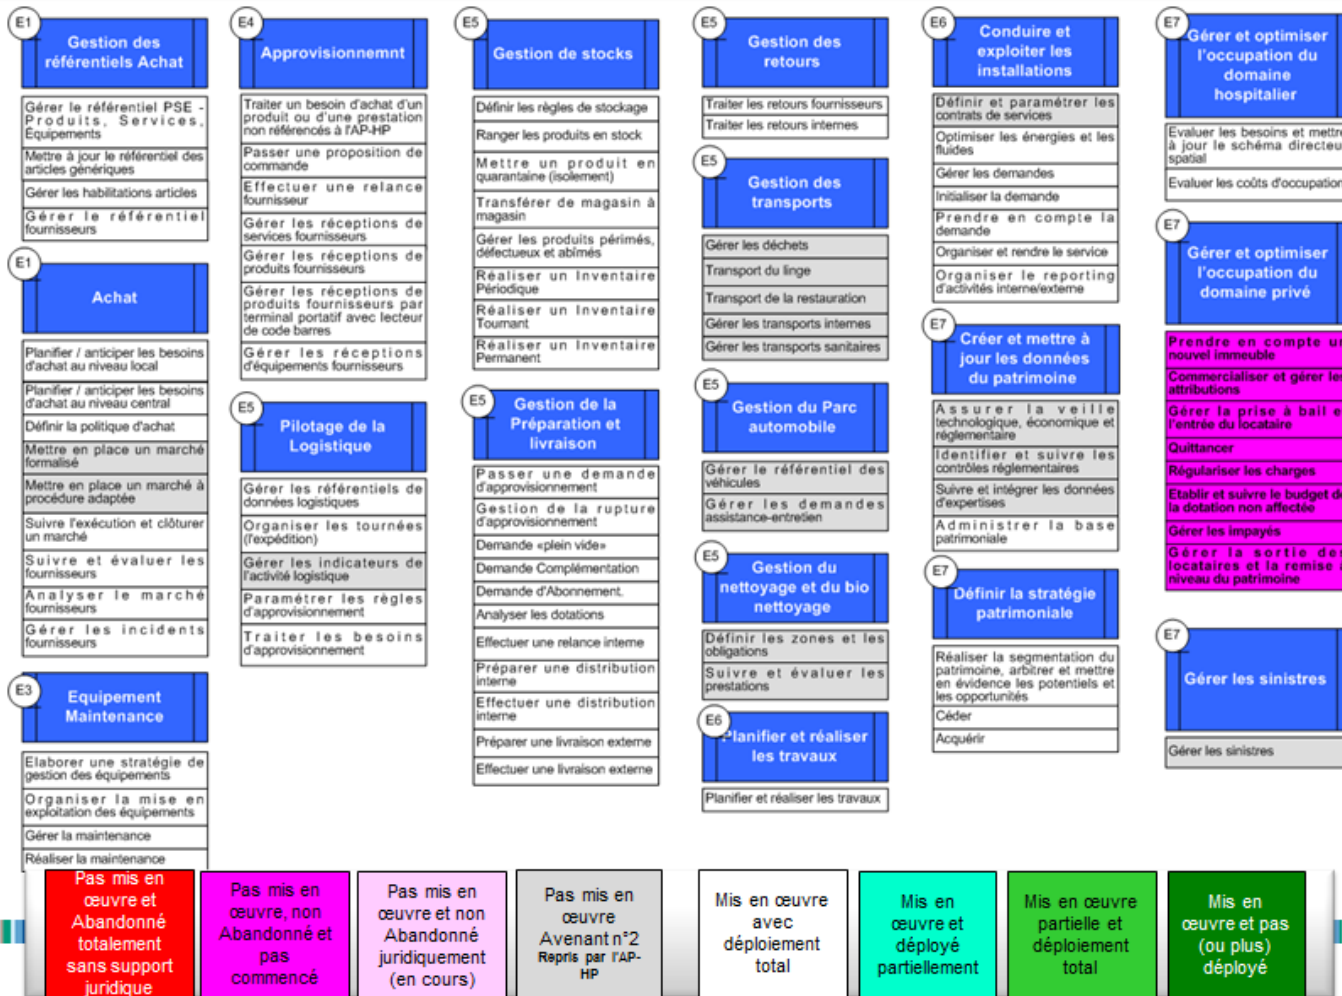 E1
Gestion des
référentiels Achat
Gérer le référentiel PSE -
Produits, Services,
Équipements
Mettre à jour le référentiel des
articles génériques
Gérer les habilitations articles
Gérer le référentiel
fournisseurs
E1
Achat
Planifier / anticiper les besoins
d'achat au niveau local
Planifier / anticiper les besoins
d'achat au niveau central
Définir la politique d'achat
Mettre en place un marché
formalisé
Mettre en place un marché à
procédure adaptée
Suivre l'exécution et clôturer
un marché
Suivre et évaluer les
fournisseurs
Analyser le marché
fournisseurs
Gérer les incidents
fournisseurs
E3
Equipement
Maintenance
Elaborer une stratégie de
gestion des équipements
Organiser la mise en
exploitation des équipements
Gérer la maintenance
Réaliser la maintenance
E4
Approvisionnemnt
Traiter un besoin d'achat d'un
produit ou d'une prestation
non référencés à l'AP-HP
Passer une proposition de
commande
Effectuer une relance
fournisseur
Gérer les réceptions de
services fournisseurs
Gérer les réceptions de
produits fournisseurs
Gérer les réceptions de
produits fournisseurs par
terminal portatif avec lecteur
de code barres
Gérer les réceptions
d'équipements fournisseurs
E5
Pilotage de la
Logistique
Gérer les référentiels de
données logistiques
Organiser les tournées
(l'expédition)
Gérer les indicateurs de
l'activité logistique
Paramétrer les règles
d'approvisionnement
Traiter les besoins
d'approvisionnement
E5
Gestion de stocks
Définir les règles de stockage
Ranger les produits en stock
Mettre un produit en
quarantaine (isolement)
Transférer de magasin à
magasin
Gérer les produits périmés,
défectueux et abîmés
Réaliser un Inventaire
Périodique
Réaliser un Inventaire
Tournant
Réaliser un Inventaire
Permanent
E5
Gestion de la
Préparation et
livraison
Passer une demande
d'approvisionnement
Gestion de la rupture
d'approvisionnement
Demande «plein vide»
Demande Complémentation
Demande d'Abonnement.
Analyser les dotations
Effectuer une relance interne
Préparer une distribution
interne
Effectuer une distribution
interne
Préparer une livraison externe
Effectuer une livraison externe
E5
Gestion des
retours
Traiter les retours fournisseurs
Traiter les retours internes
E5
Gestion des
transports
Gérer les déchets
Transport du linge
Transport de la restauration
Gérer les transports internes
Gérer les transports sanitaires
E5
Gestion du Parc
automobile
Gérer le référentiel des
véhicules
Gérer les demandes
assistance-entretien
E5
Gestion du
nettoyage et du bio
nettoyage
Définir les zones et les
obligations
Suivre et évaluer les
prestations
E6
Planifier et réaliser
les travaux
Planifier et réaliser les travaux
E6
Conduire et
exploiter les
installations
Définir et paramétrer les
contrats de services
Optimiser les énergies et les
fluides
Gérer les demandes
Initialiser la demande
Prendre en compte la
demande
Organiser et rendre le service
Organiser le reporting
d'activités interne/externe
E7
Créer et mettre à
jour les données
du patrimoine
Assurer la veille
technologique, économique et
réglementaire
Identifier et suivre les
contrôles réglementaires
Suivre et intégrer les données
d'expertises
Administrer la base
patrimoniale
E7
Définir la stratégie
patrimoniale
Réaliser la segmentation du
patrimoine, arbitrer et mettre
en évidence les potentiels et
les opportunités
Céder
Acquérir
E7
Gérer et optimiser
l'occupation du
domaine
hospitalier
Evaluer les besoins et mettre
à jour le schéma directeu
spatial
Evaluer les coûts d'occupation
E7
Gérer et optimiser
l'occupation du
domaine privé
Prendre en compte un
nouvel immeuble
Commercialiser et gérer les
attributions
Gérer la prise à bail e
l'entrée du locataire
Quittancer
Régulariser les charges
Etablir et suivre le budget de
la dotation non affectée
Gérer les impayés
Gérer la sortie des
locataires et la remise à
niveau du patrimoine
E7
Gérer les sinistres
Gérer les sinistres
Pas mis en
œuvre et
Abandonné
totalement
sans support
juridique
Pas mis en
œuvre, non
Abandonné et
pas
commencé
Pas mis en
œuvre et non
Abandonné
juridiquement
(en cours)
Pas mis en
œuvre
Avenant n°2
Repris par l'AP-
HP
Mis en œuvre
avec
déploiement
total
Mis en
œuvre et
déployé
partiellement
Mis en œuvre
partielle et
déploiement
total
Mis en
œuvre et pas
(ou plus)
déployé